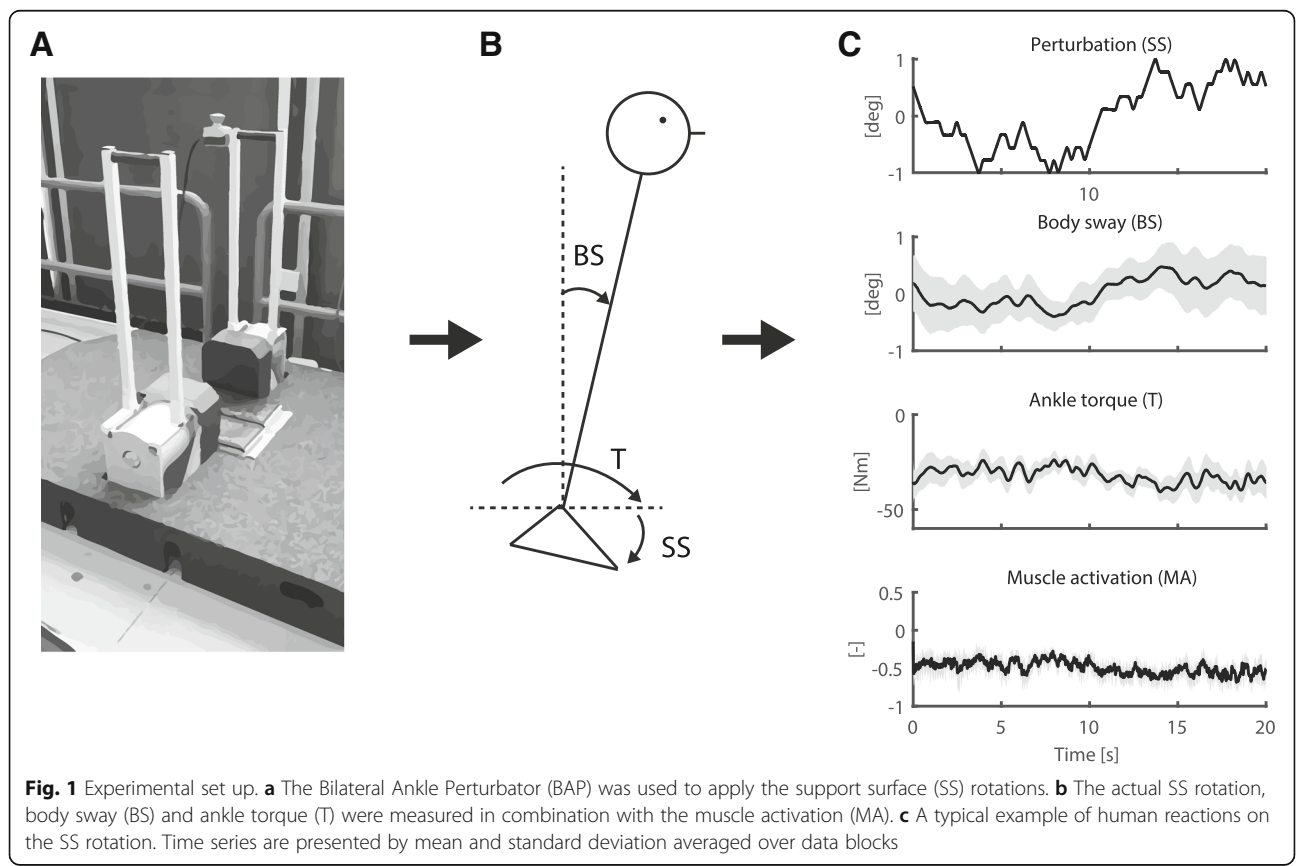 A
B
C
BS
T
SS
Perturbation (SS)
[deg]
1
0
-1
10
Body sway (BS)
[deg]
1
0
-1
Ankle torque (T)
[Nm]
0
-50
Muscle activation (MA)
[-]
0.5
0
-0.5
-1
0 5 10 15 20
Time [s]
Fig. 1 Experimental set up. a The Bilateral Ankle Perturbator (BAP) was used to apply the support surface (SS) rotations. b The actual SS rotation,
body sway (BS) and ankle torque (T) were measured in combination with the muscle activation (MA). c A typical example of human reactions on
the SS rotation. Time series are presented by mean and standard deviation averaged over data blocks